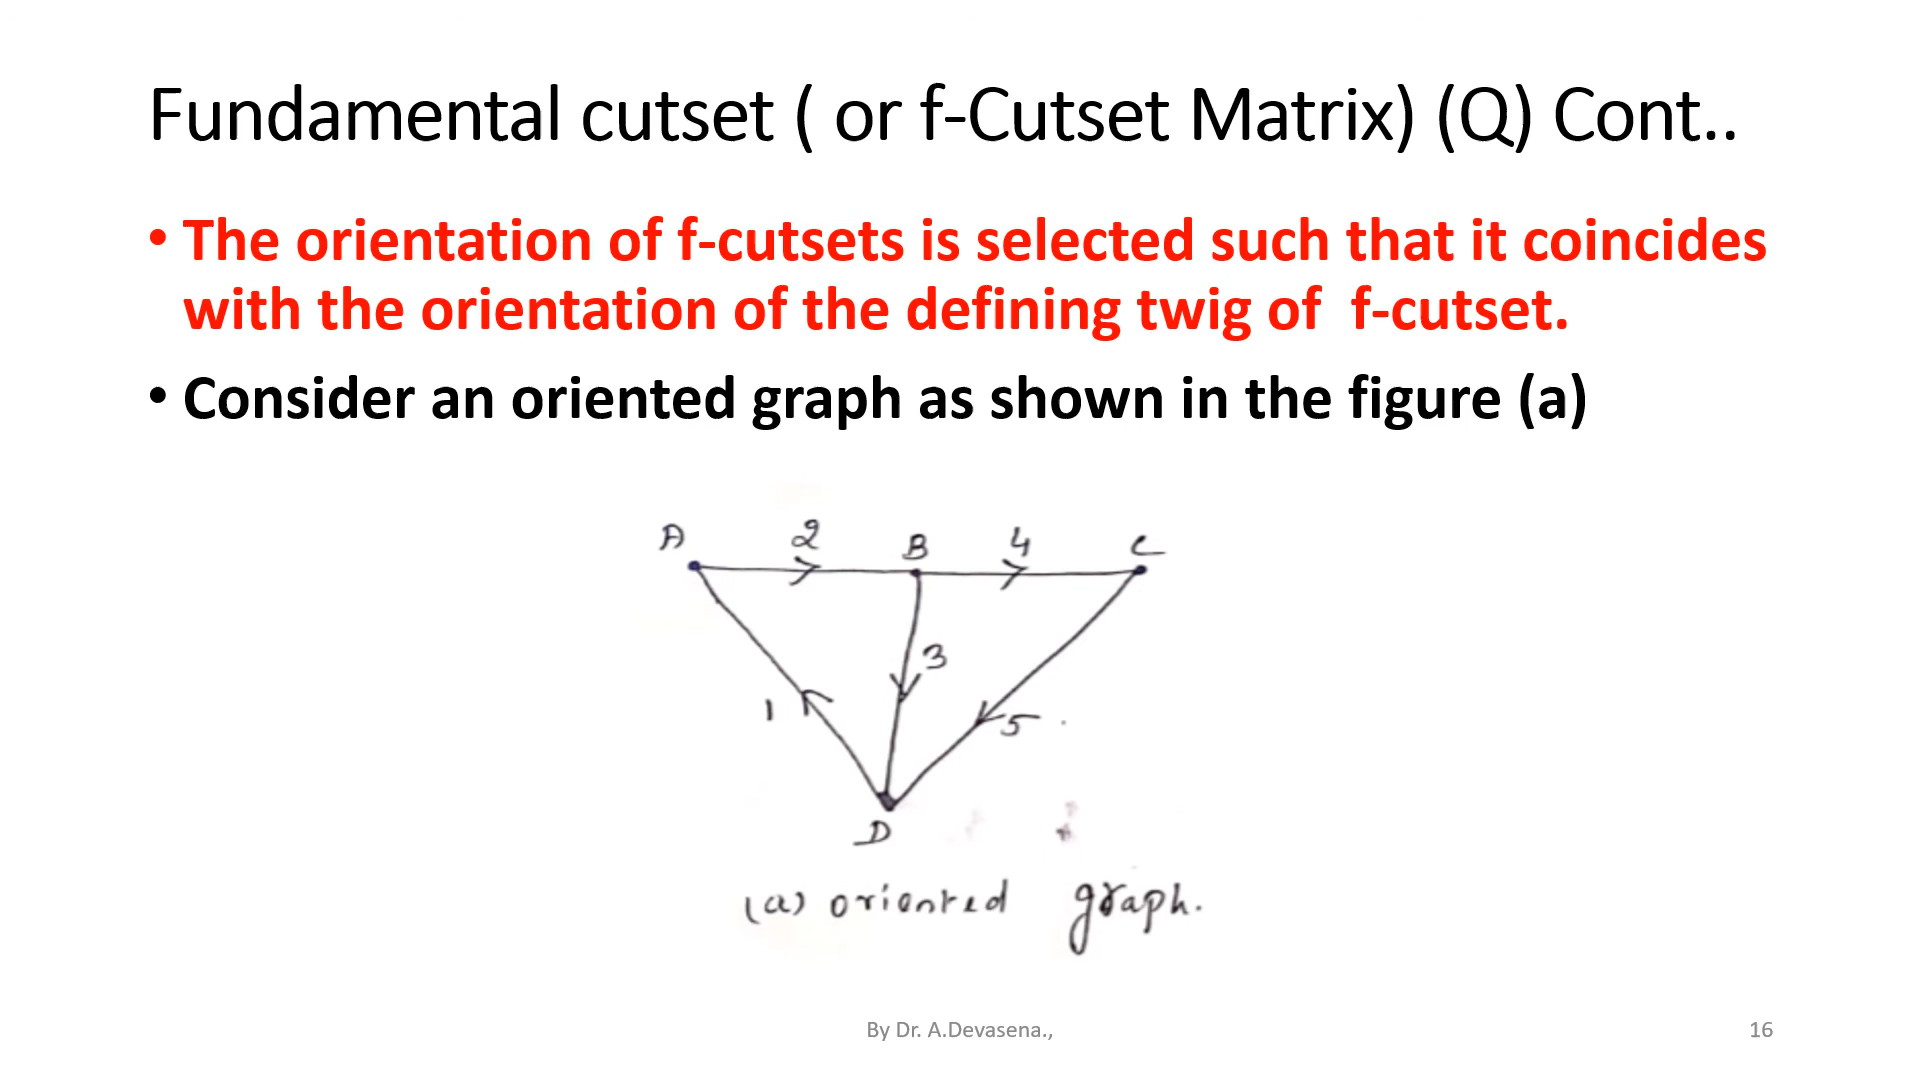 Fundamental cutset ( or f-Cutset Matrix) (Q) Cont..
• The orientation of f-cutsets is selected such that it coincides
with the orientation of the defining twig of f-cutset.
• Consider an oriented graph as shown in the figure (a)
A 2 B 4 C
3
1 5
D
(a) oriented graph.
By Dr. A.Devasena., 16